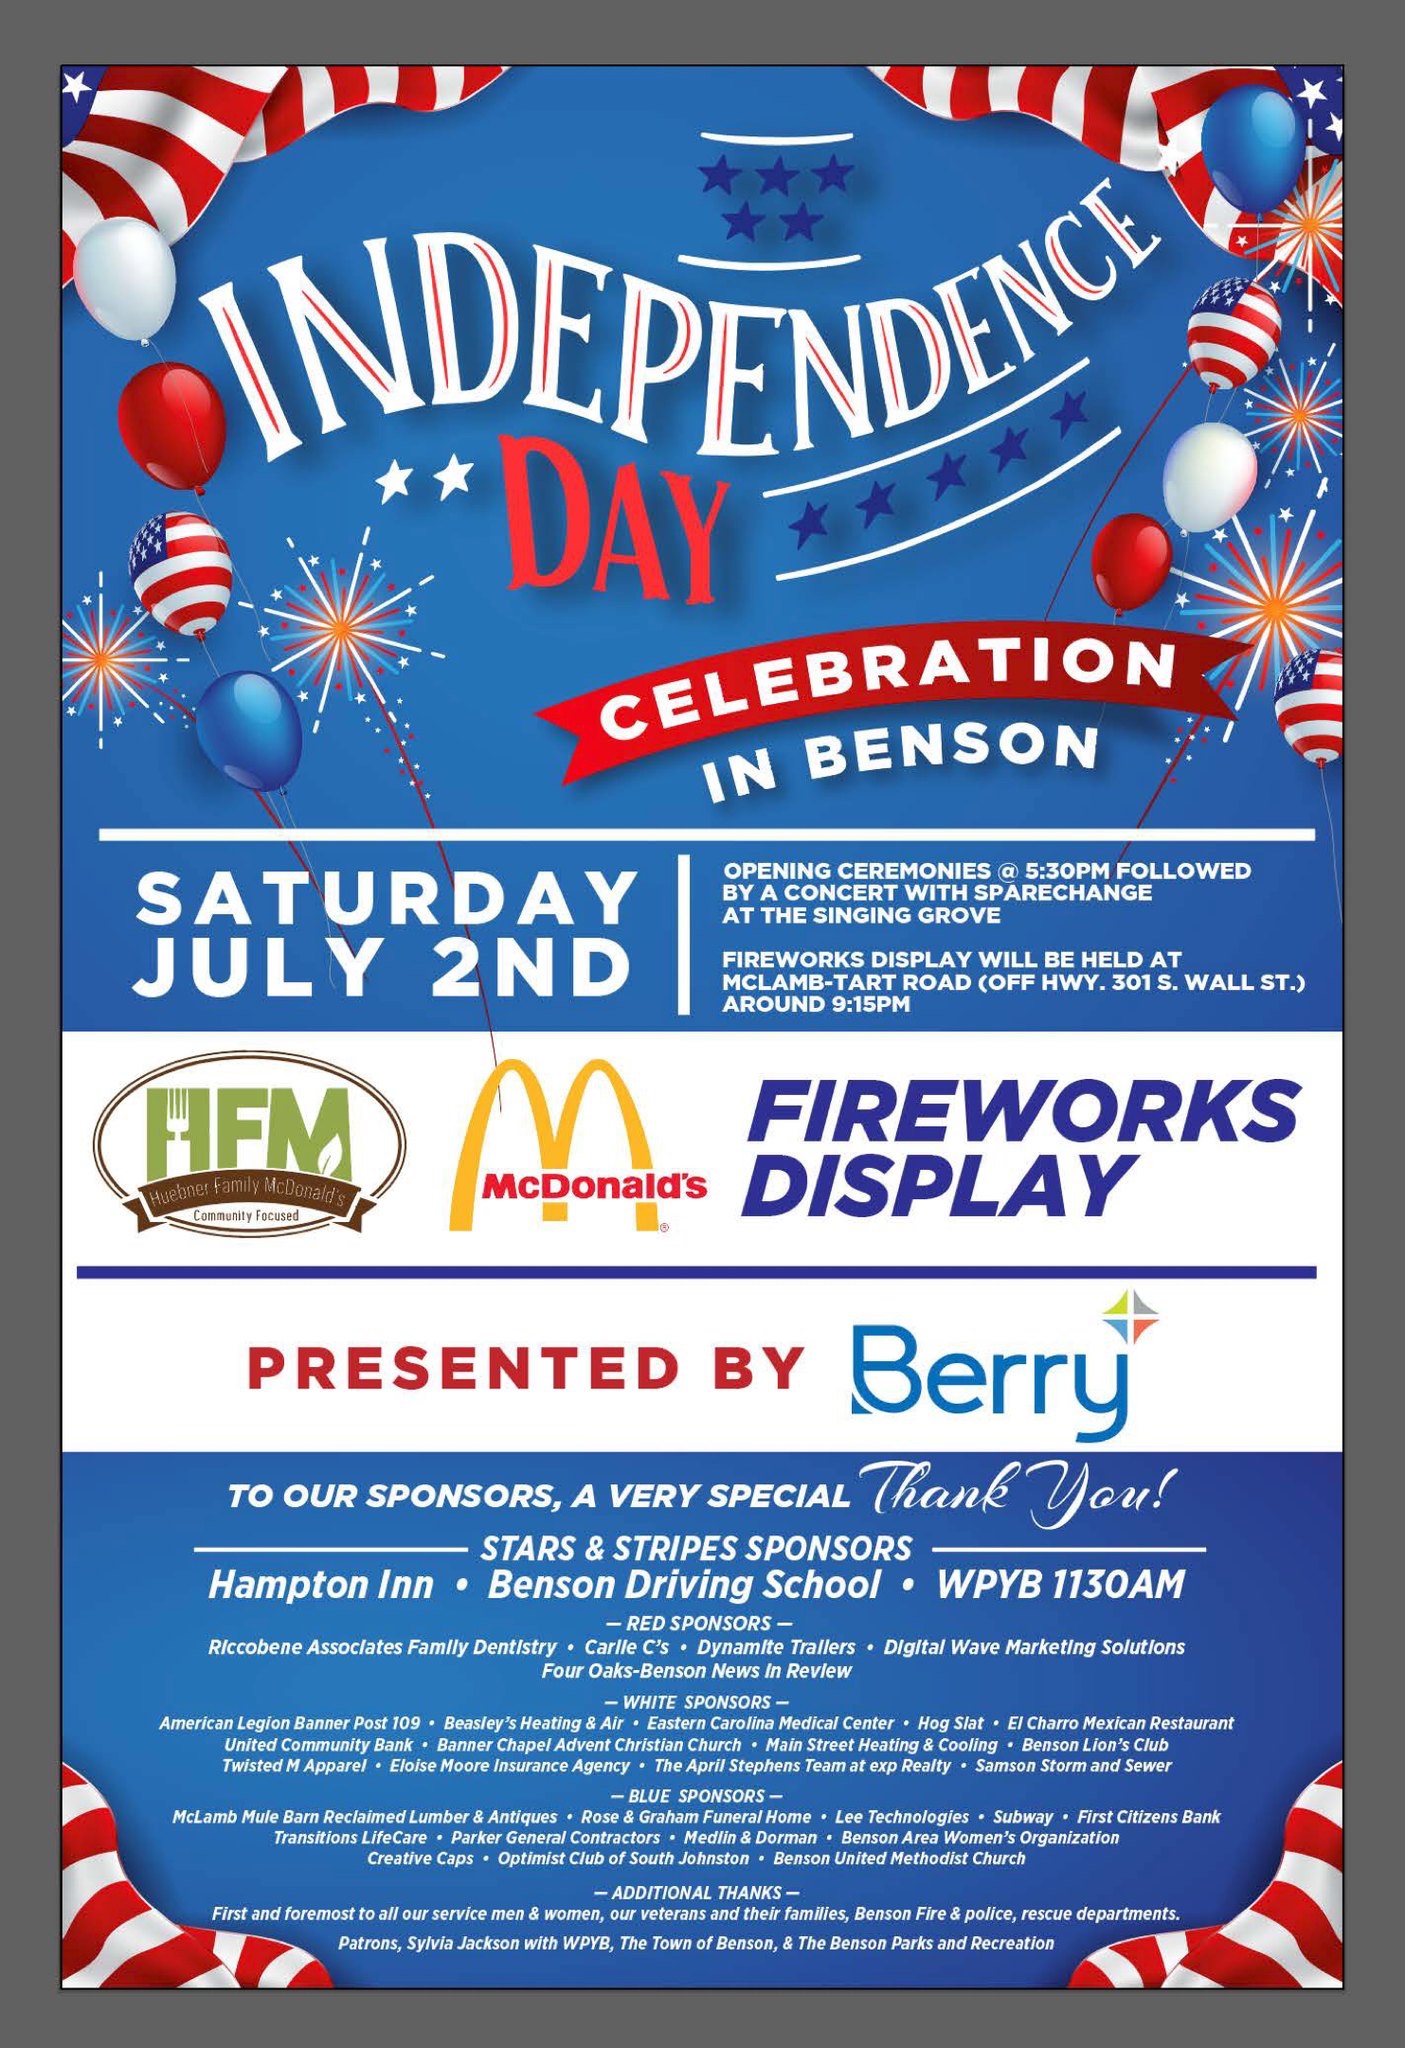 INDEPENDENCE
DAY
CELEBRATION
IN BENSON
SATURDAY
JULY 2ND
OPENING CEREMONIES @ 5:30PM FOLLOWED
BY A CONCERT WITH SPARECHANGE
AT THE SINGING GROVE
FIREWORKS DISPLAY WILL BE HELD AT
MCLAMB-TART ROAD (OFF HWY. 301 S. WALL ST.)
AROUND 9:15PM
HFM
Huebner Family McDonald's
Community Focused
McDonald's
®
FIREWORKS
DISPLAY
PRESENTED BY Berry
TO OUR SPONSORS, A VERY SPECIAL Thank You!
STARS & STRIPES SPONSORS
Hampton Inn • Benson Driving School • WPYB 1130AM
— RED SPONSORS —
Riccobene Associates Family Dentistry • Carlie C's • Dynamite Trailers • Digital Wave Marketing Solutions
Four Oaks-Benson News In Review
— WHITE SPONSORS —
American Legion Banner Post 109 • Beasley's Heating & Air • Eastern Carolina Medical Center • Hog Slat • El Charro Mexican Restaurant
United Community Bank • Banner Chapel Advent Christian Church • Main Street Heating & Cooling • Benson Lion's Club
Twisted M Apparel • Eloise Moore Insurance Agency • The April Stephens Team at exp Realty • Samson Storm and Sewer
— BLUE SPONSORS —
McLamb Mule Barn Reclaimed Lumber & Antiques • Rose & Graham Funeral Home • Lee Technologies • Subway • First Citizens Bank
Transitions LifeCare • Parker General Contractors • Medlin & Dorman • Benson Area Women's Organization
Creative Caps • Optimist Club of South Johnston • Benson United Methodist Church
— ADDITIONAL THANKS —
First and foremost to all our service men & women, our veterans and their families, Benson Fire & police, rescue departments.
Patrons, Sylvia Jackson with WPYB, The Town of Benson, & The Benson Parks and Recreation